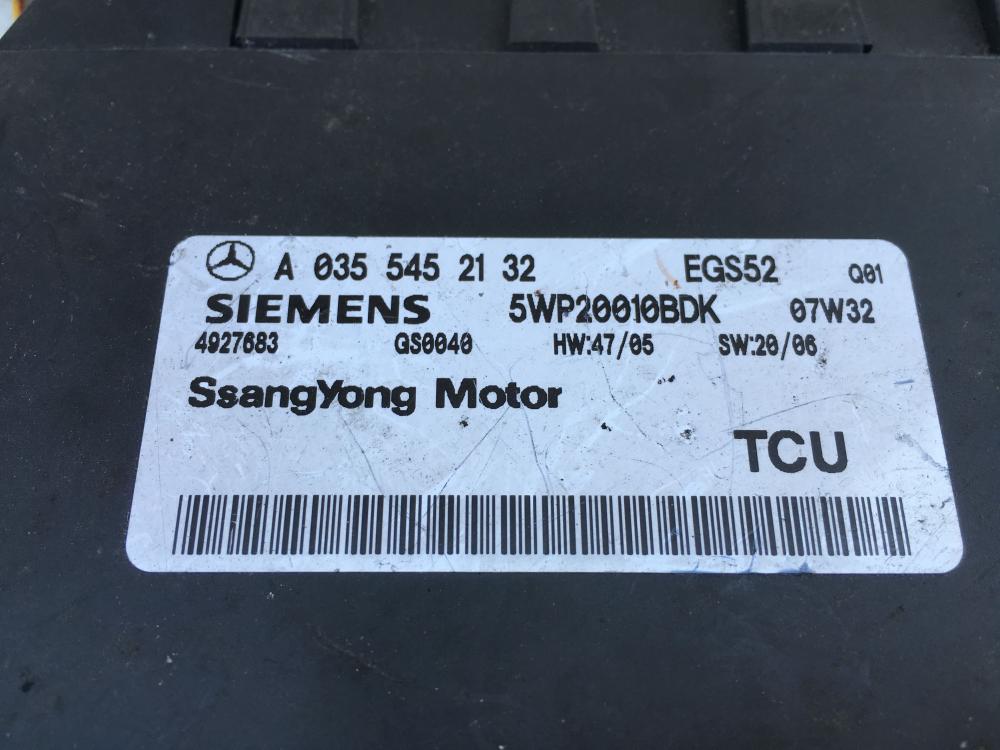 A 035 545 21 32 EGS52 Q01
SIEMENS 5WP20010BDK 07W32
4927683 GS0040 HW:47/05 SW:20/06
SsangYong Motor
TCU